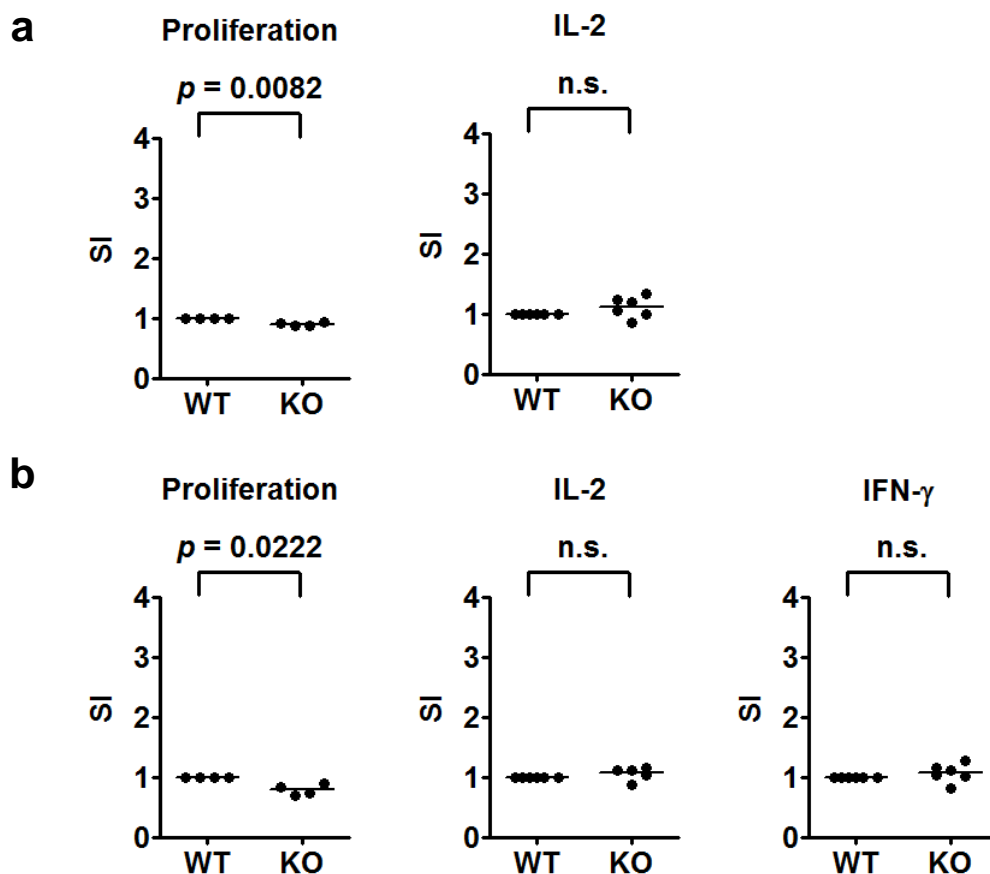 a
Proliferation
p = 0.0082
4
3
2
1
0
SI
WT KO
IL-2
n.s.
4
3
2
1
0
SI
WT KO
b
Proliferation
p = 0.0222
4
3
2
1
0
SI
WT KO
IL-2
n.s.
4
3
2
1
0
SI
WT KO
IFN-γ
n.s.
4
3
2
1
0
SI
WT KO